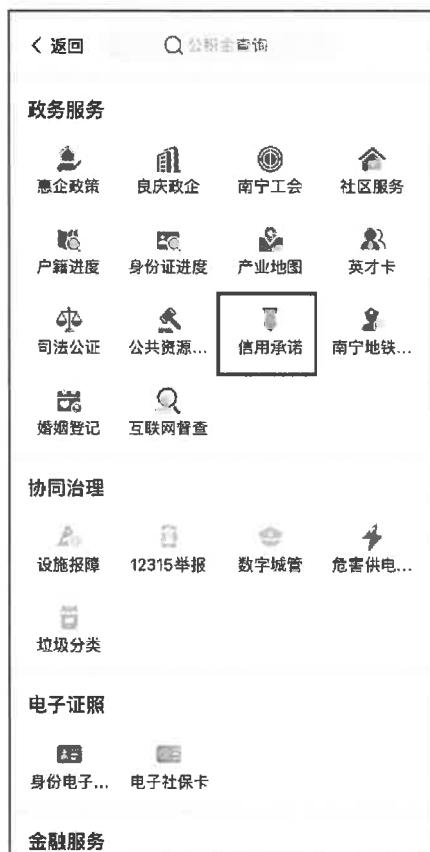 返回 公积金查询
政务服务
惠企政策 良庆政企 南宁工会 社区服务
户籍进度 身份证进度 产业地图 英才卡
司法公证 公共资源... 信用承诺 南宁地铁...
婚姻登记 互联网督查
协同治理
设施报障 12315举报 数字城管 危害供电...
垃圾分类
电子证照
身份电子... 电子社保卡
金融服务